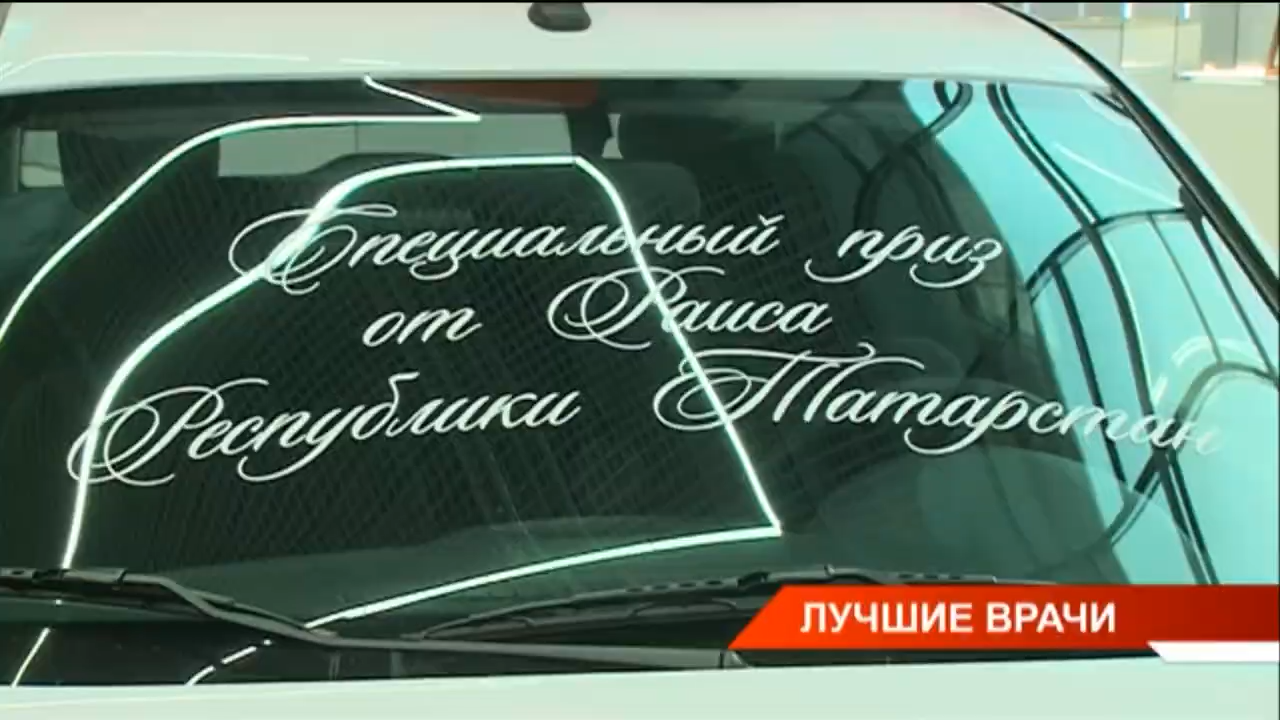 Специальный приз
от Раиса
Республики Татарстан
ЛУЧШИЕ ВРАЧИ